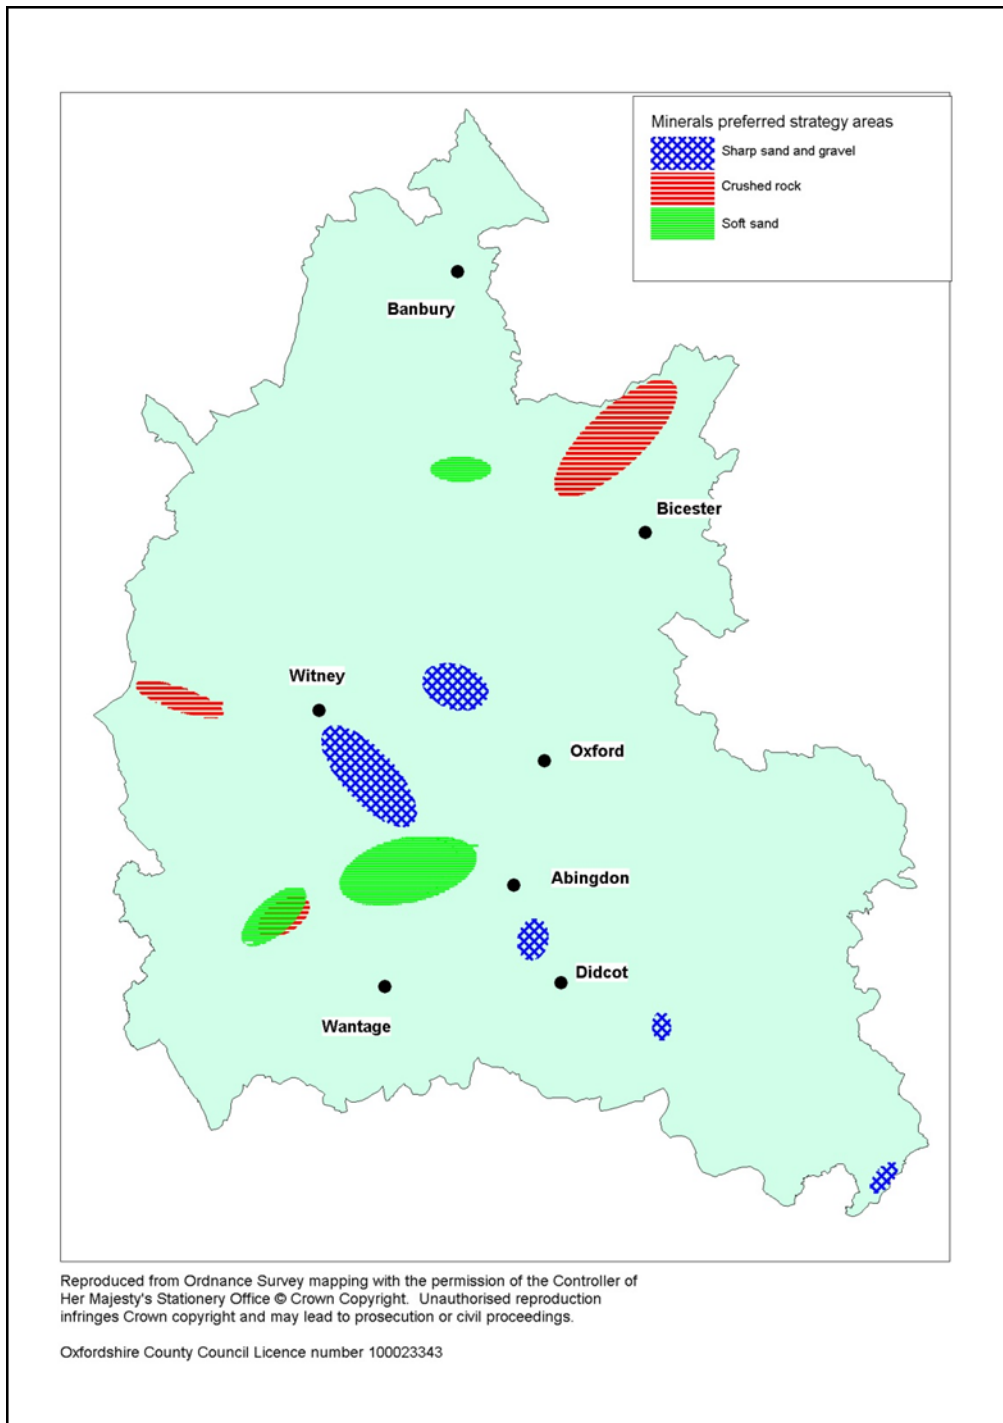 Minerals preferred strategy areas
Sharp sand and gravel
Crushed rock
Soft sand
Banbury
Bicester
Witney
Oxford
Abingdon
Didcot
Wantage
Reproduced from Ordnance Survey mapping with the permission of the Controller of
Her Majesty's Stationery Office © Crown Copyright.  Unauthorised reproduction
infringes Crown copyright and may lead to prosecution or civil proceedings.
Oxfordshire County Council Licence number 100023343